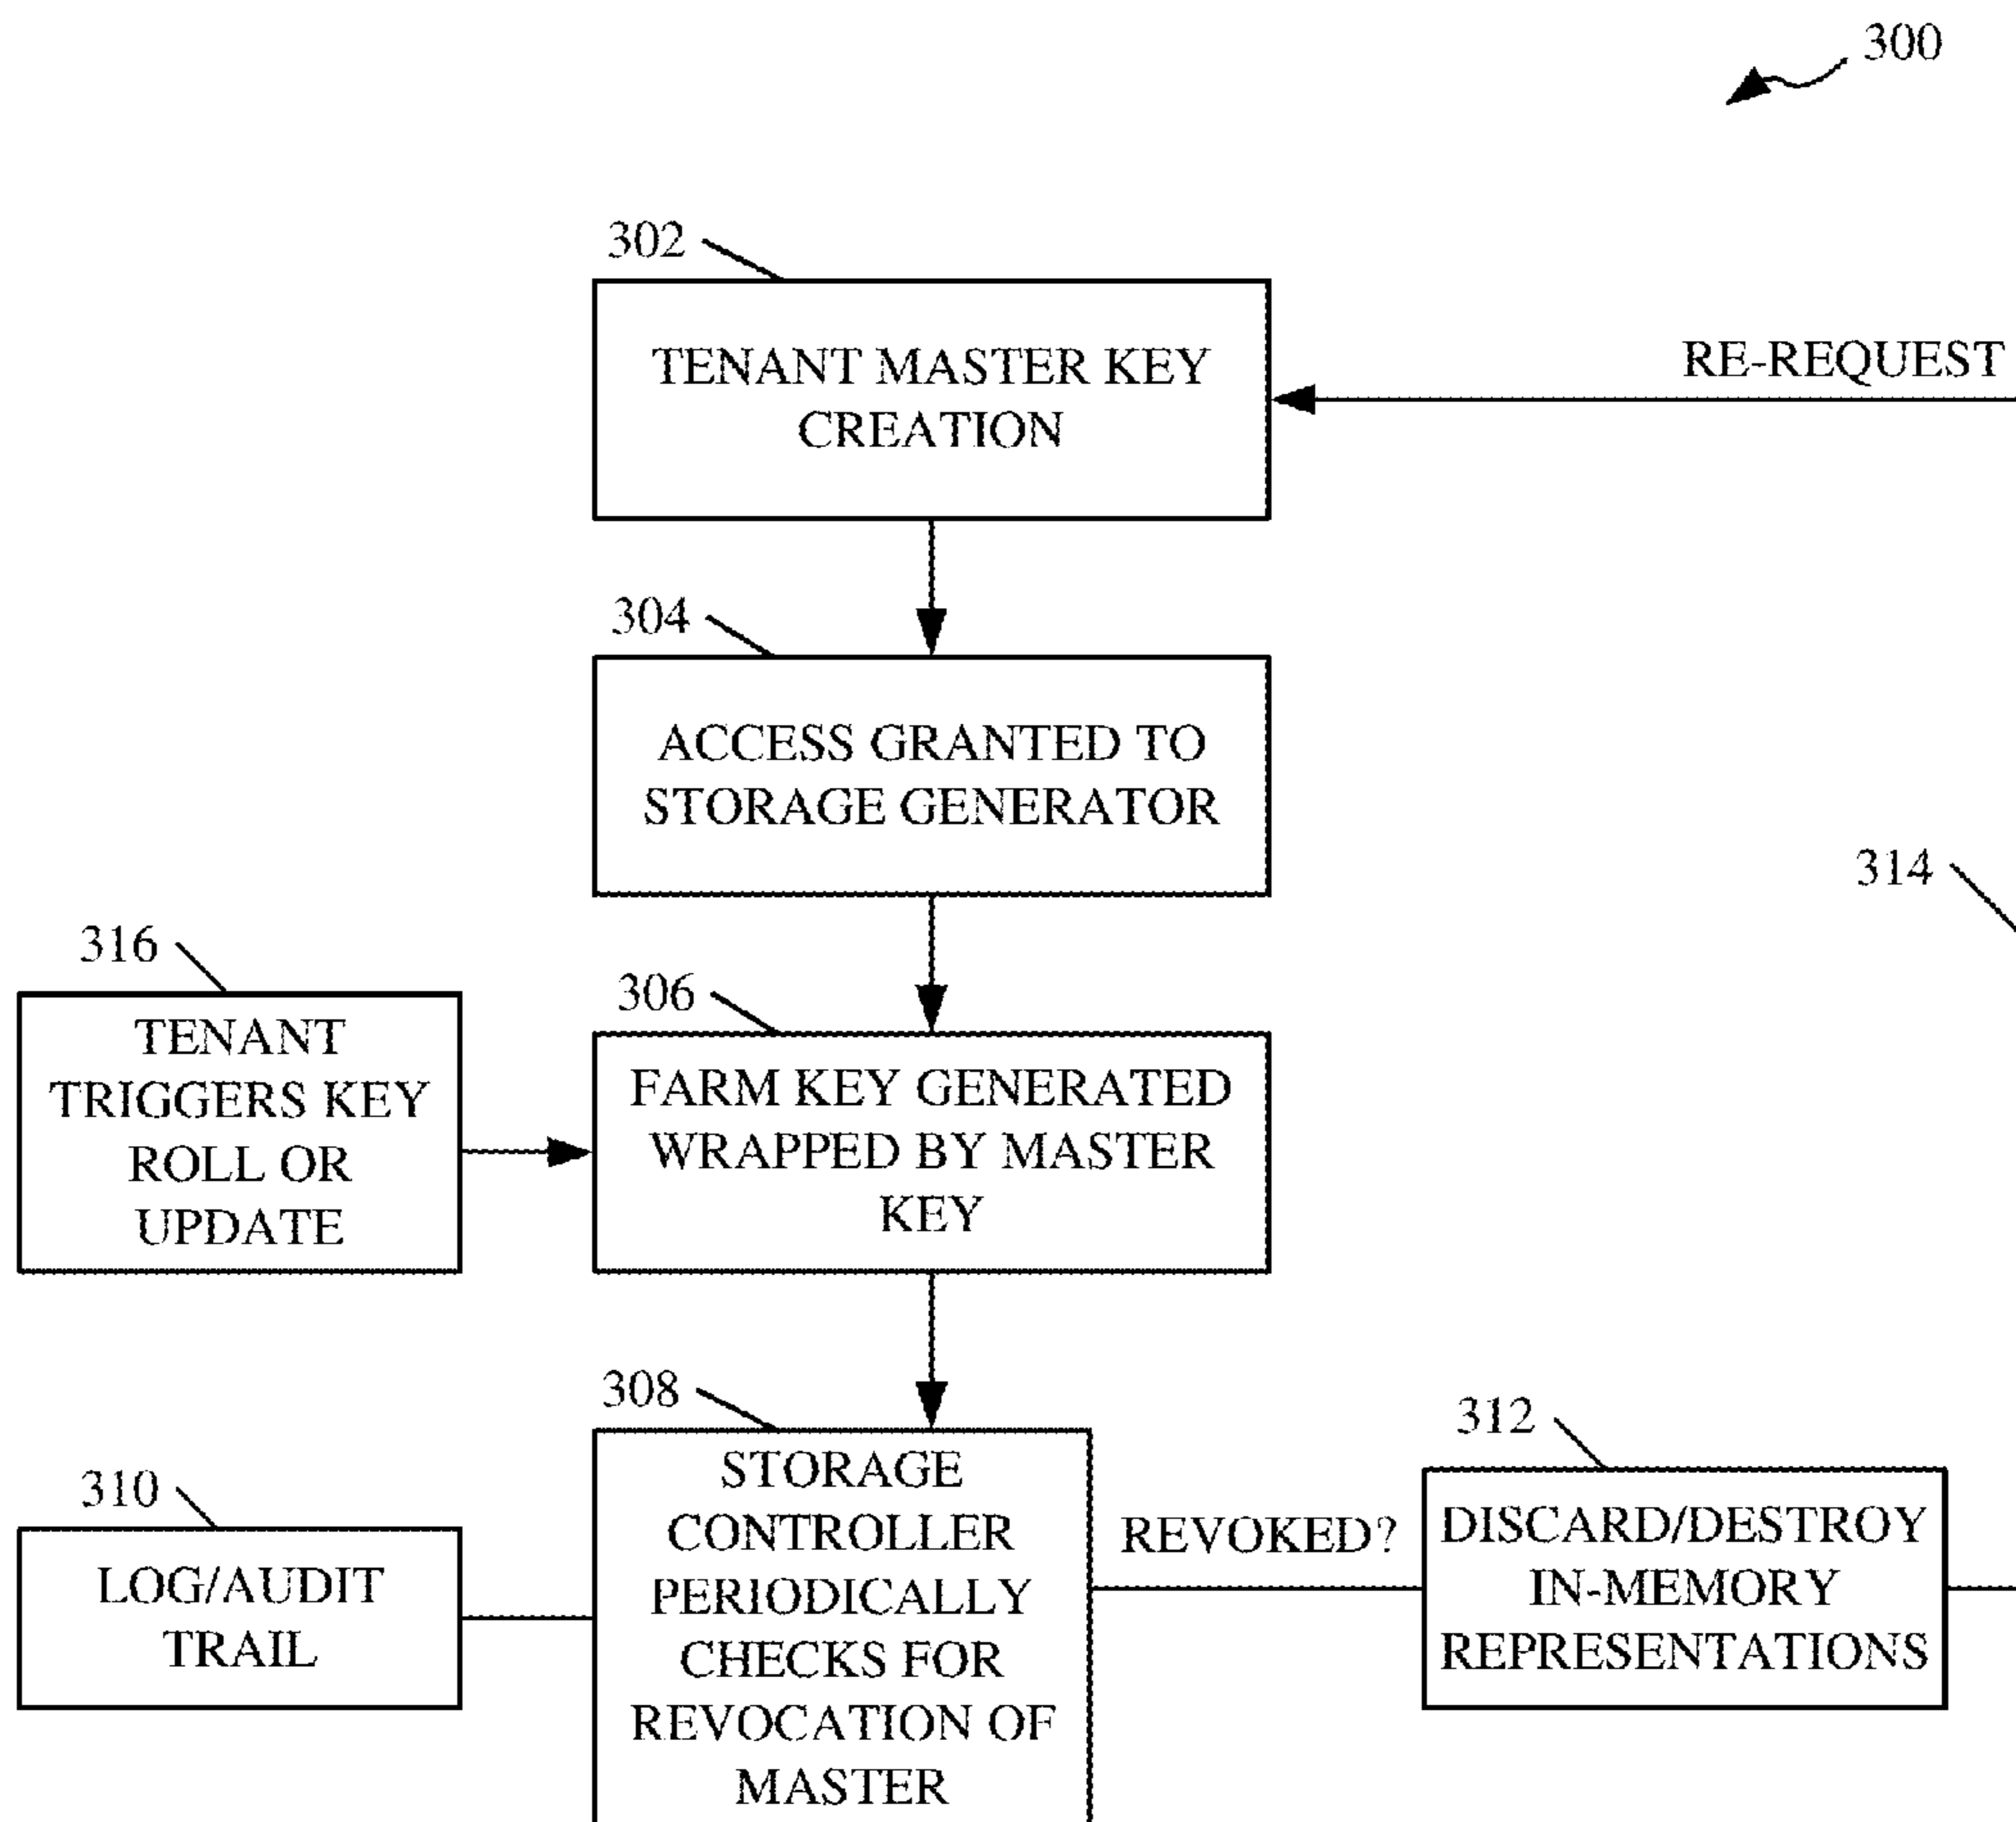 300
302
TENANT MASTER KEY
CREATION
RE-REQUEST
304
ACCESS GRANTED TO
STORAGE GENERATOR
314
316
TENANT
TRIGGERS KEY
ROLL OR
UPDATE
306
FARM KEY GENERATED
WRAPPED BY MASTER
KEY
308
STORAGE
CONTROLLER
PERIODICALLY
CHECKS FOR
REVOCATION OF
MASTER
310
LOG/AUDIT
TRAIL
REVOKED?
312
DISCARD/DESTROY
IN-MEMORY
REPRESENTATIONS